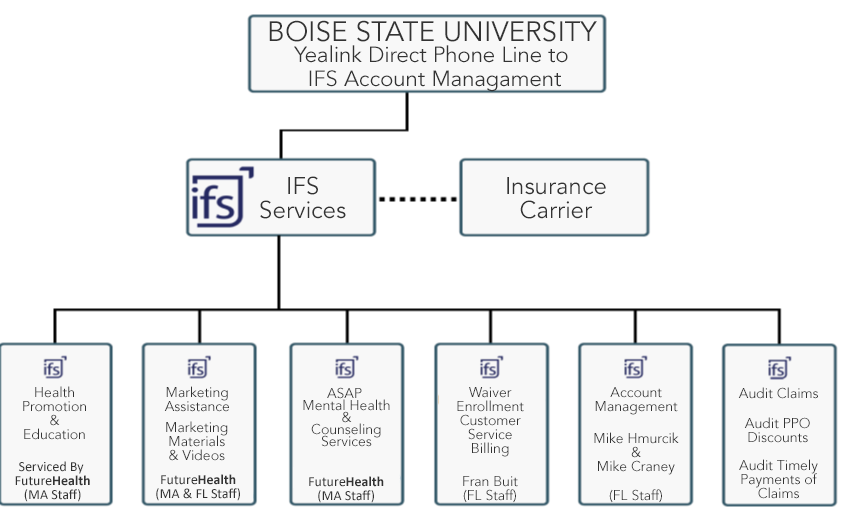 BOISE STATE UNIVERSITY
Yealink Direct Phone Line to
IFS Account Managament
ifs
IFS
Services
Insurance
Carrier
ifs
Health
Promotion
&
Education
Serviced By
FutureHealth
(MA Staff)
ifs
Marketing
Assistance
Marketing
Materials
& Videos
FutureHealth
(MA & FL Staff)
ifs
ASAP
Mental Health
&
Counseling
Services
FutureHealth
(MA Staff)
ifs
Waiver
Enrollment
Customer
Service
Billing
Fran Buit
(FL Staff)
ifs
Account
Management
Mike Hmurcik
&
Mike Craney
(FL Staff)
ifs
Audit Claims
Audit PPO
Discounts
Audit Timely
Payments of
Claims